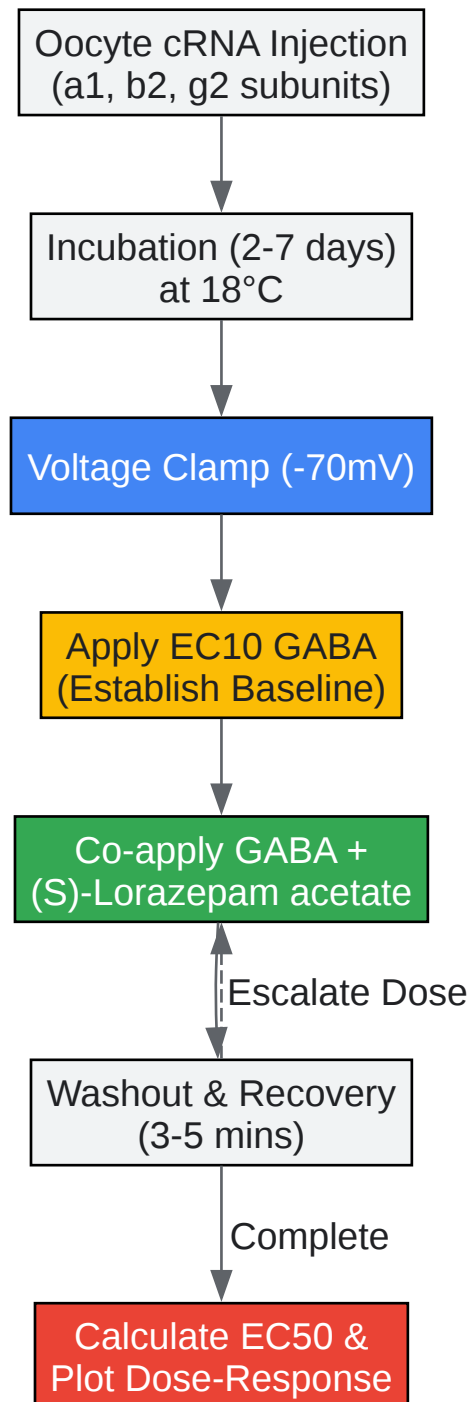 Oocyte cRNA Injection
(a1, b2, g2 subunits)
Incubation (2-7 days)
at 18°C
Voltage Clamp (-70mV)
Apply EC10 GABA
(Establish Baseline)
Co-apply GABA +
(S)-Lorazepam acetate
Escalate Dose
Washout & Recovery
(3-5 mins)
Complete
Calculate EC50 &
Plot Dose-Response